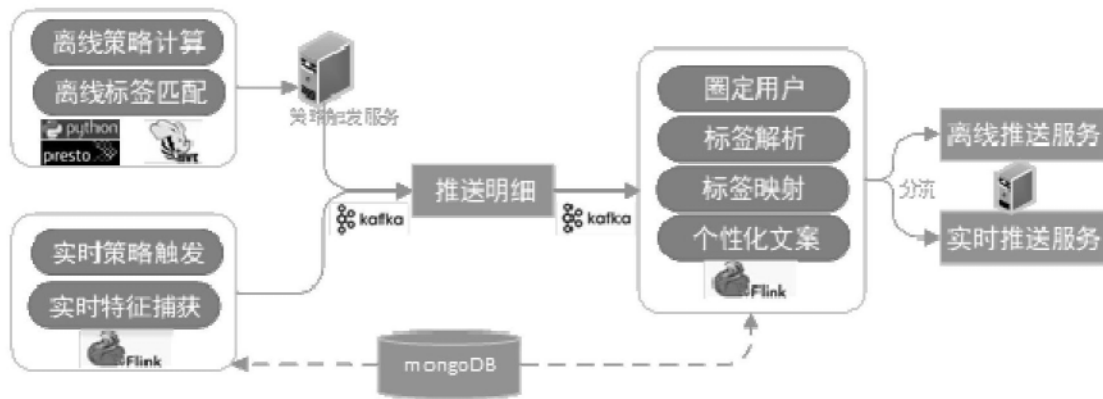 离线策略计算
离线标签匹配
python
presto
策略触发服务
实时策略触发
实时特征捕获
Flink
kafka
推送明细
kafka
mongoDB
圈定用户
标签解析
标签映射
个性化文案
Flink
分流
离线推送服务
实时推送服务